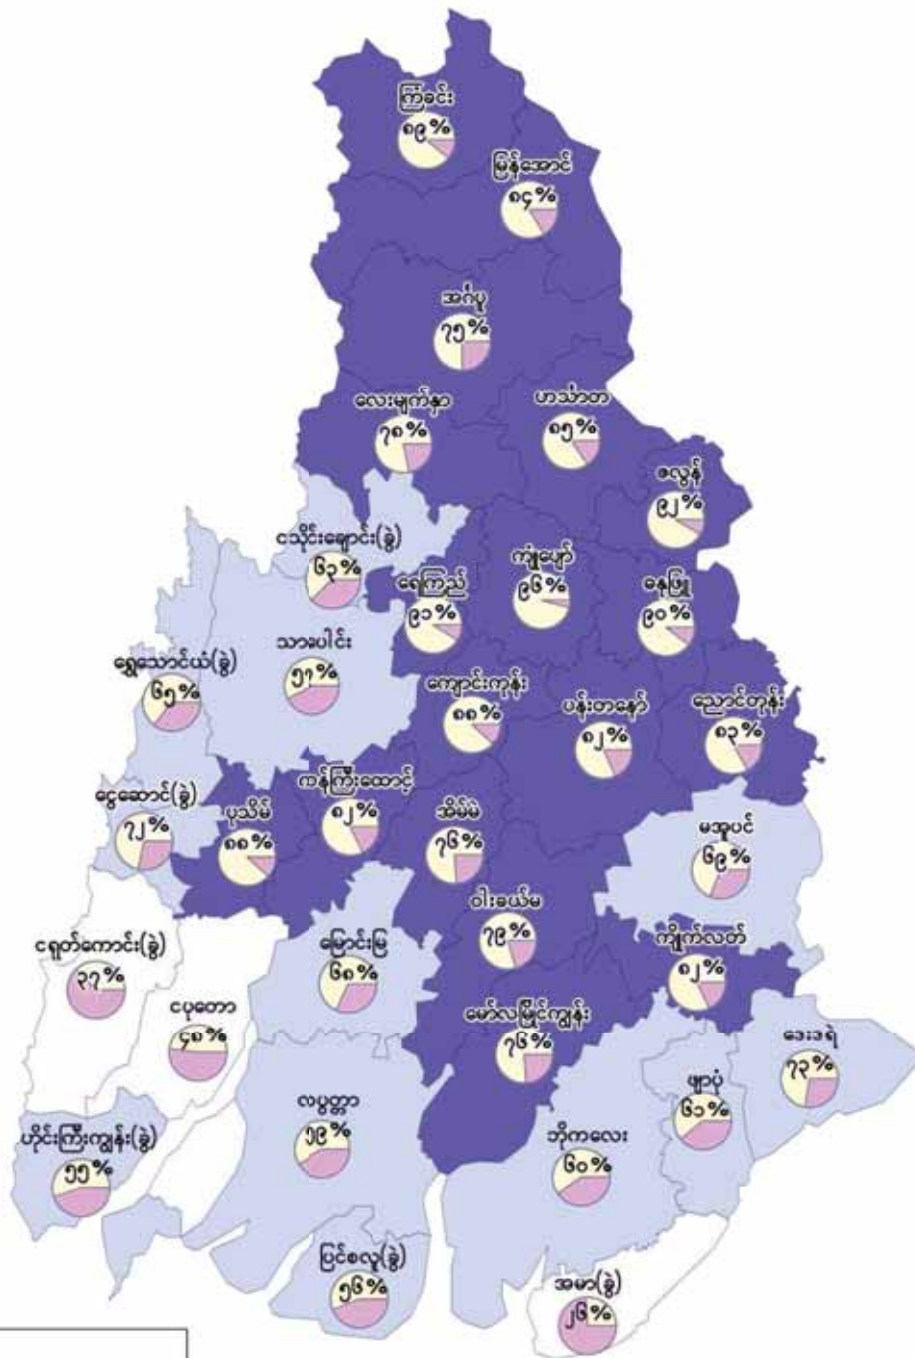 ကြံခင်း
၈၉%
မြန်အောင်
၈၄%
အင်္ဂပူ
၇၅%
လေးမျက်နှာ
၇၈%
ဟင်္သာတ
၈၅%
ဇလွန်
၉၂%
ငသိုင်းချောင်း(ခွဲ)
၆၃%
ရေကြည်
၉၁%
ကျုံပျော်
၉၆%
ဓနုဖြူ
၉၀%
ရွှေသောင်ယံ(ခွဲ)
၆၅%
သာပေါင်း
၅၇%
ကျောင်းကုန်း
၈၈%
ပန်းတနော်
၈၂%
ညောင်တုန်း
၈၃%
ငွေဆောင်(ခွဲ)
၇၂%
ပုသိမ်
၈၈%
ကန်ကြီးထောင့်
၈၂%
အိမ်မဲ
၇၆%
မအူပင်
၆၉%
ဝါးခယ်မ
၇၉%
ကျိုက်လတ်
၈၂%
ငရုတ်ကောင်း(ခွဲ)
၃၇%
ငပုတော
၄၈%
မြောင်းမြ
၆၈%
မော်လမြိုင်ကျွန်း
၇၆%
ဒေးဒရဲ
၇၃%
ဟိုင်းကြီးကျွန်း(ခွဲ)
၅၅%
လပွတ္တာ
၅၉%
ဘိုကလေး
၆၀%
ဖျာပုံ
၆၁%
ပြင်စလူ(ခွဲ)
၅၆%
အမာ(ခွဲ)
၂၆%